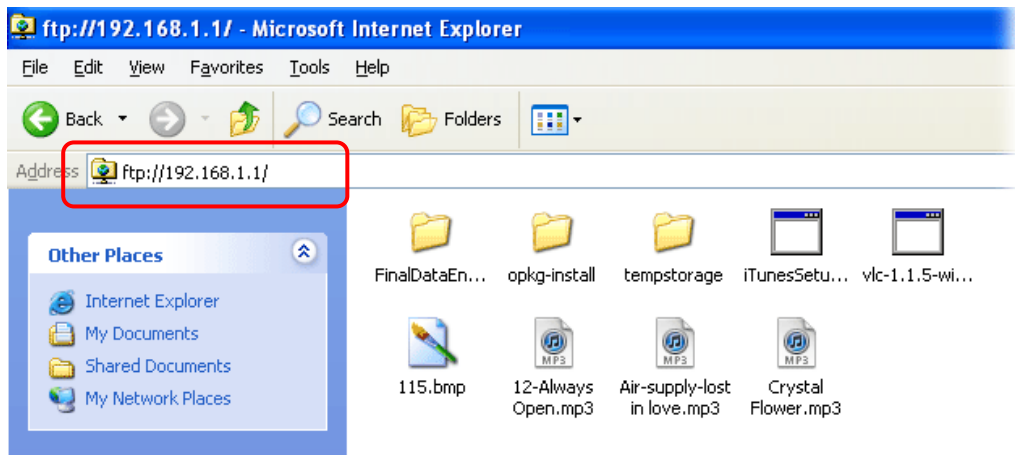 ftp://192.168.1.1/ - Microsoft Internet Explorer
File Edit View Favorites Tools Help
Back Search Folders
Address ftp://192.168.1.1/
Other Places
Internet Explorer
My Documents
Shared Documents
My Network Places
FinalDataEn... opkg-install tempstorage iTunesSetu... vlc-1.1.5-wi...
MP3 MP3 MP3
115.bmp 12-Always Air-supply-lost Crystal
Open.mp3 in love.mp3 Flower.mp3